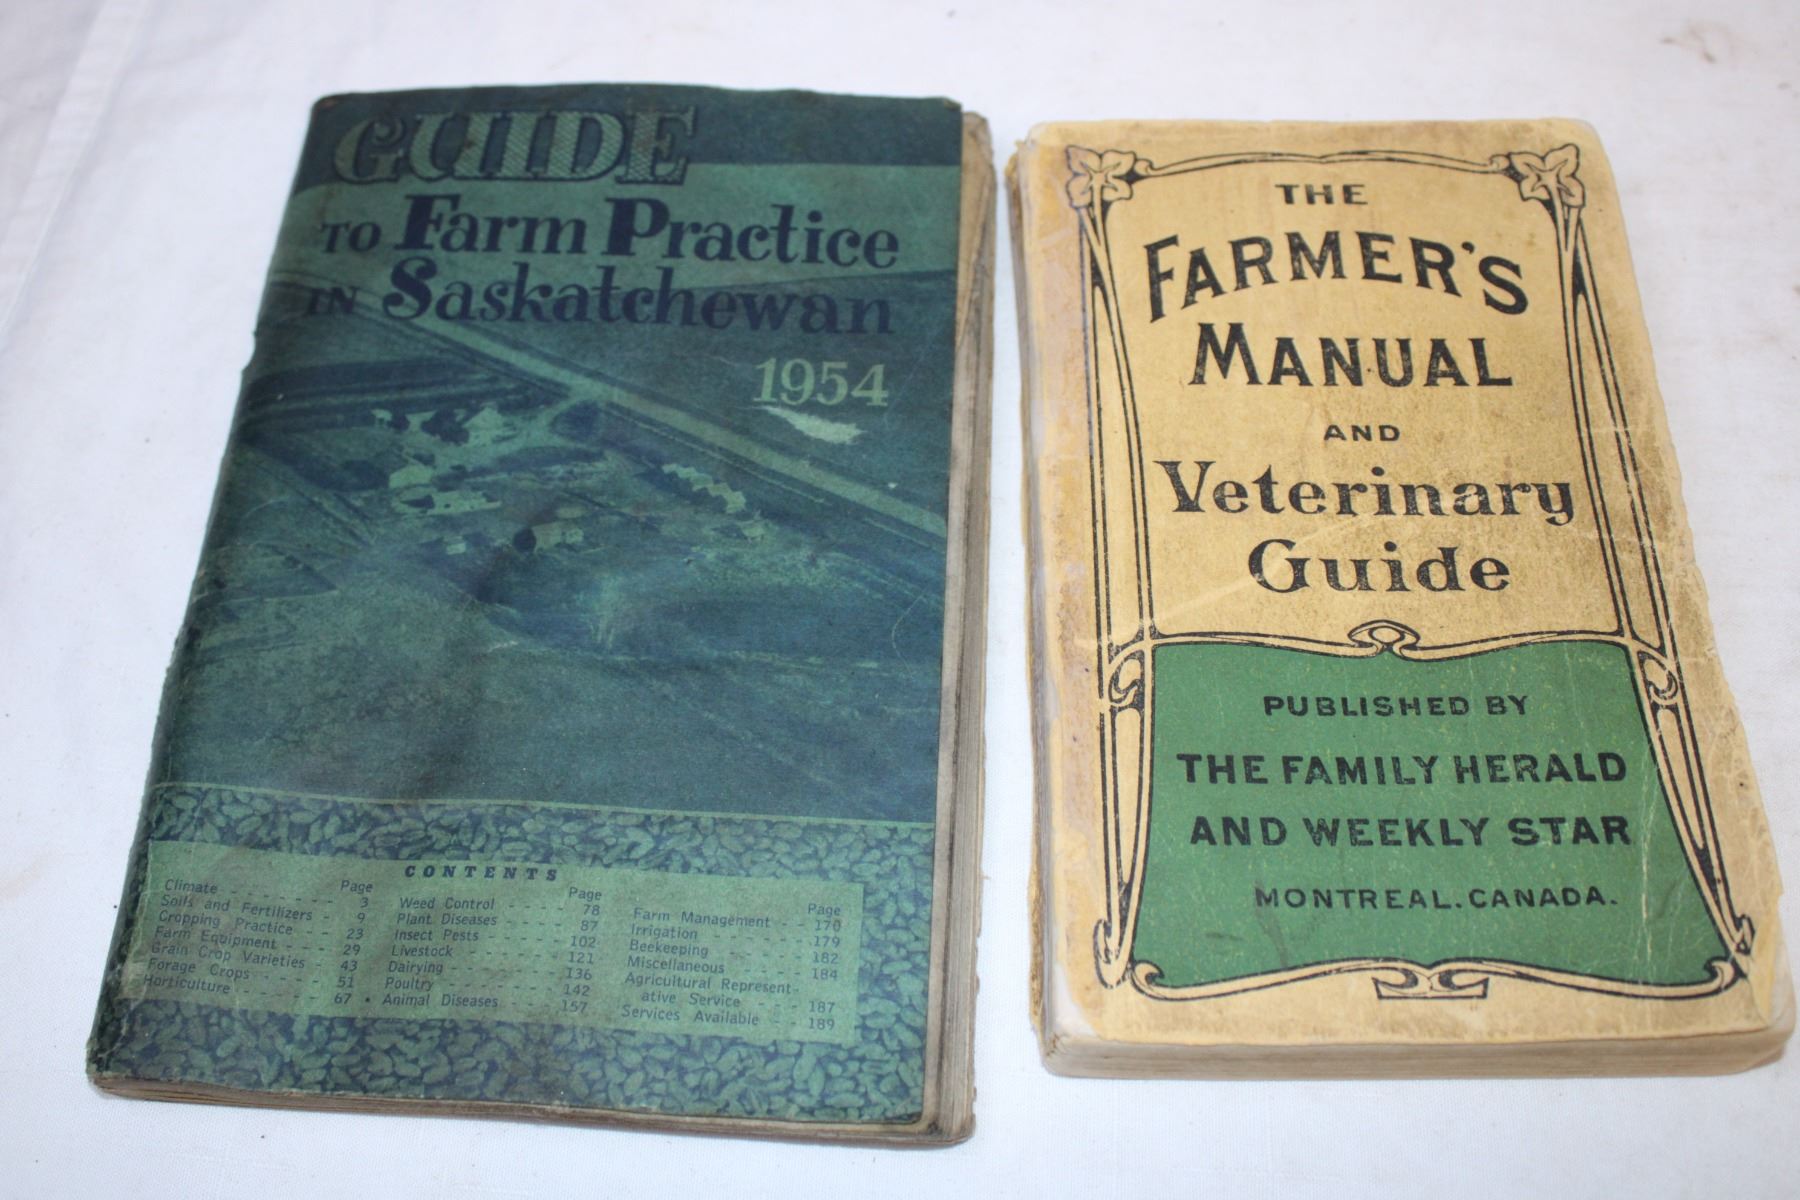 GUIDE
TO Farm Practice
IN Saskatchewan
1954
CONTENTS
Page
Climate - - - - - - - 3
Soils and Fertilizers - 9
Cropping Practice - - 23
Farm Equipment - - - 29
Grain Crop Varieties - 43
Forage Crops - - - - 51
Horticulture - - - - - 67
Page
Weed Control - - - - 78
Plant Diseases - - - - 87
Insect Pests - - - - - 102
Livestock - - - - - - - 121
Dairying - - - - - - - 136
Poultry - - - - - - - - 142
Animal Diseases - - - 157
Page
Farm Management - - 170
Irrigation - - - - - - - 179
Beekeeping - - - - - - 182
Miscellaneous - - - - 184
Agricultural Represent-
ative Service - - - 187
Services Available - - 189
THE
FARMER'S
MANUAL
AND
Veterinary
Guide
PUBLISHED BY
THE FAMILY HERALD
AND WEEKLY STAR
MONTREAL. CANADA.